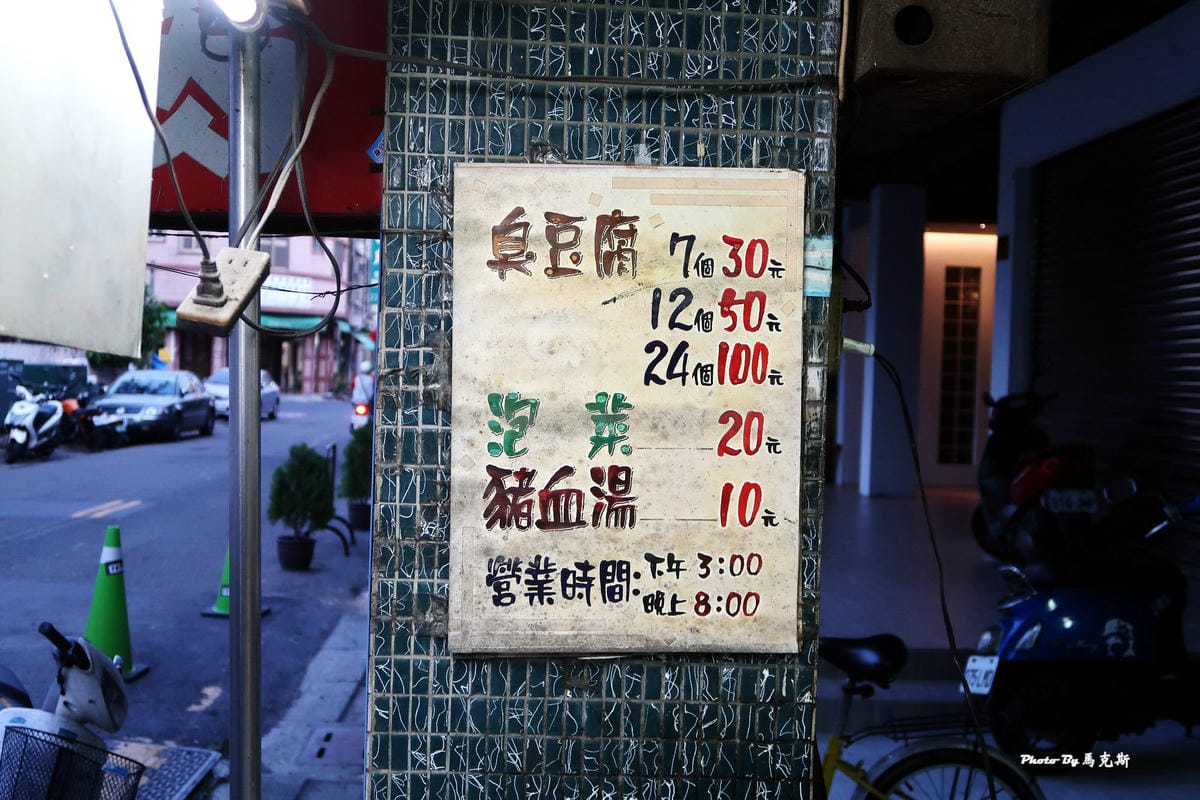 臭豆腐 7個30元
12個50元
24個100元
泡菜 20元
豬血湯 10元
營業時間:下午3:00
晚上8:00
Photo By 馬克斯